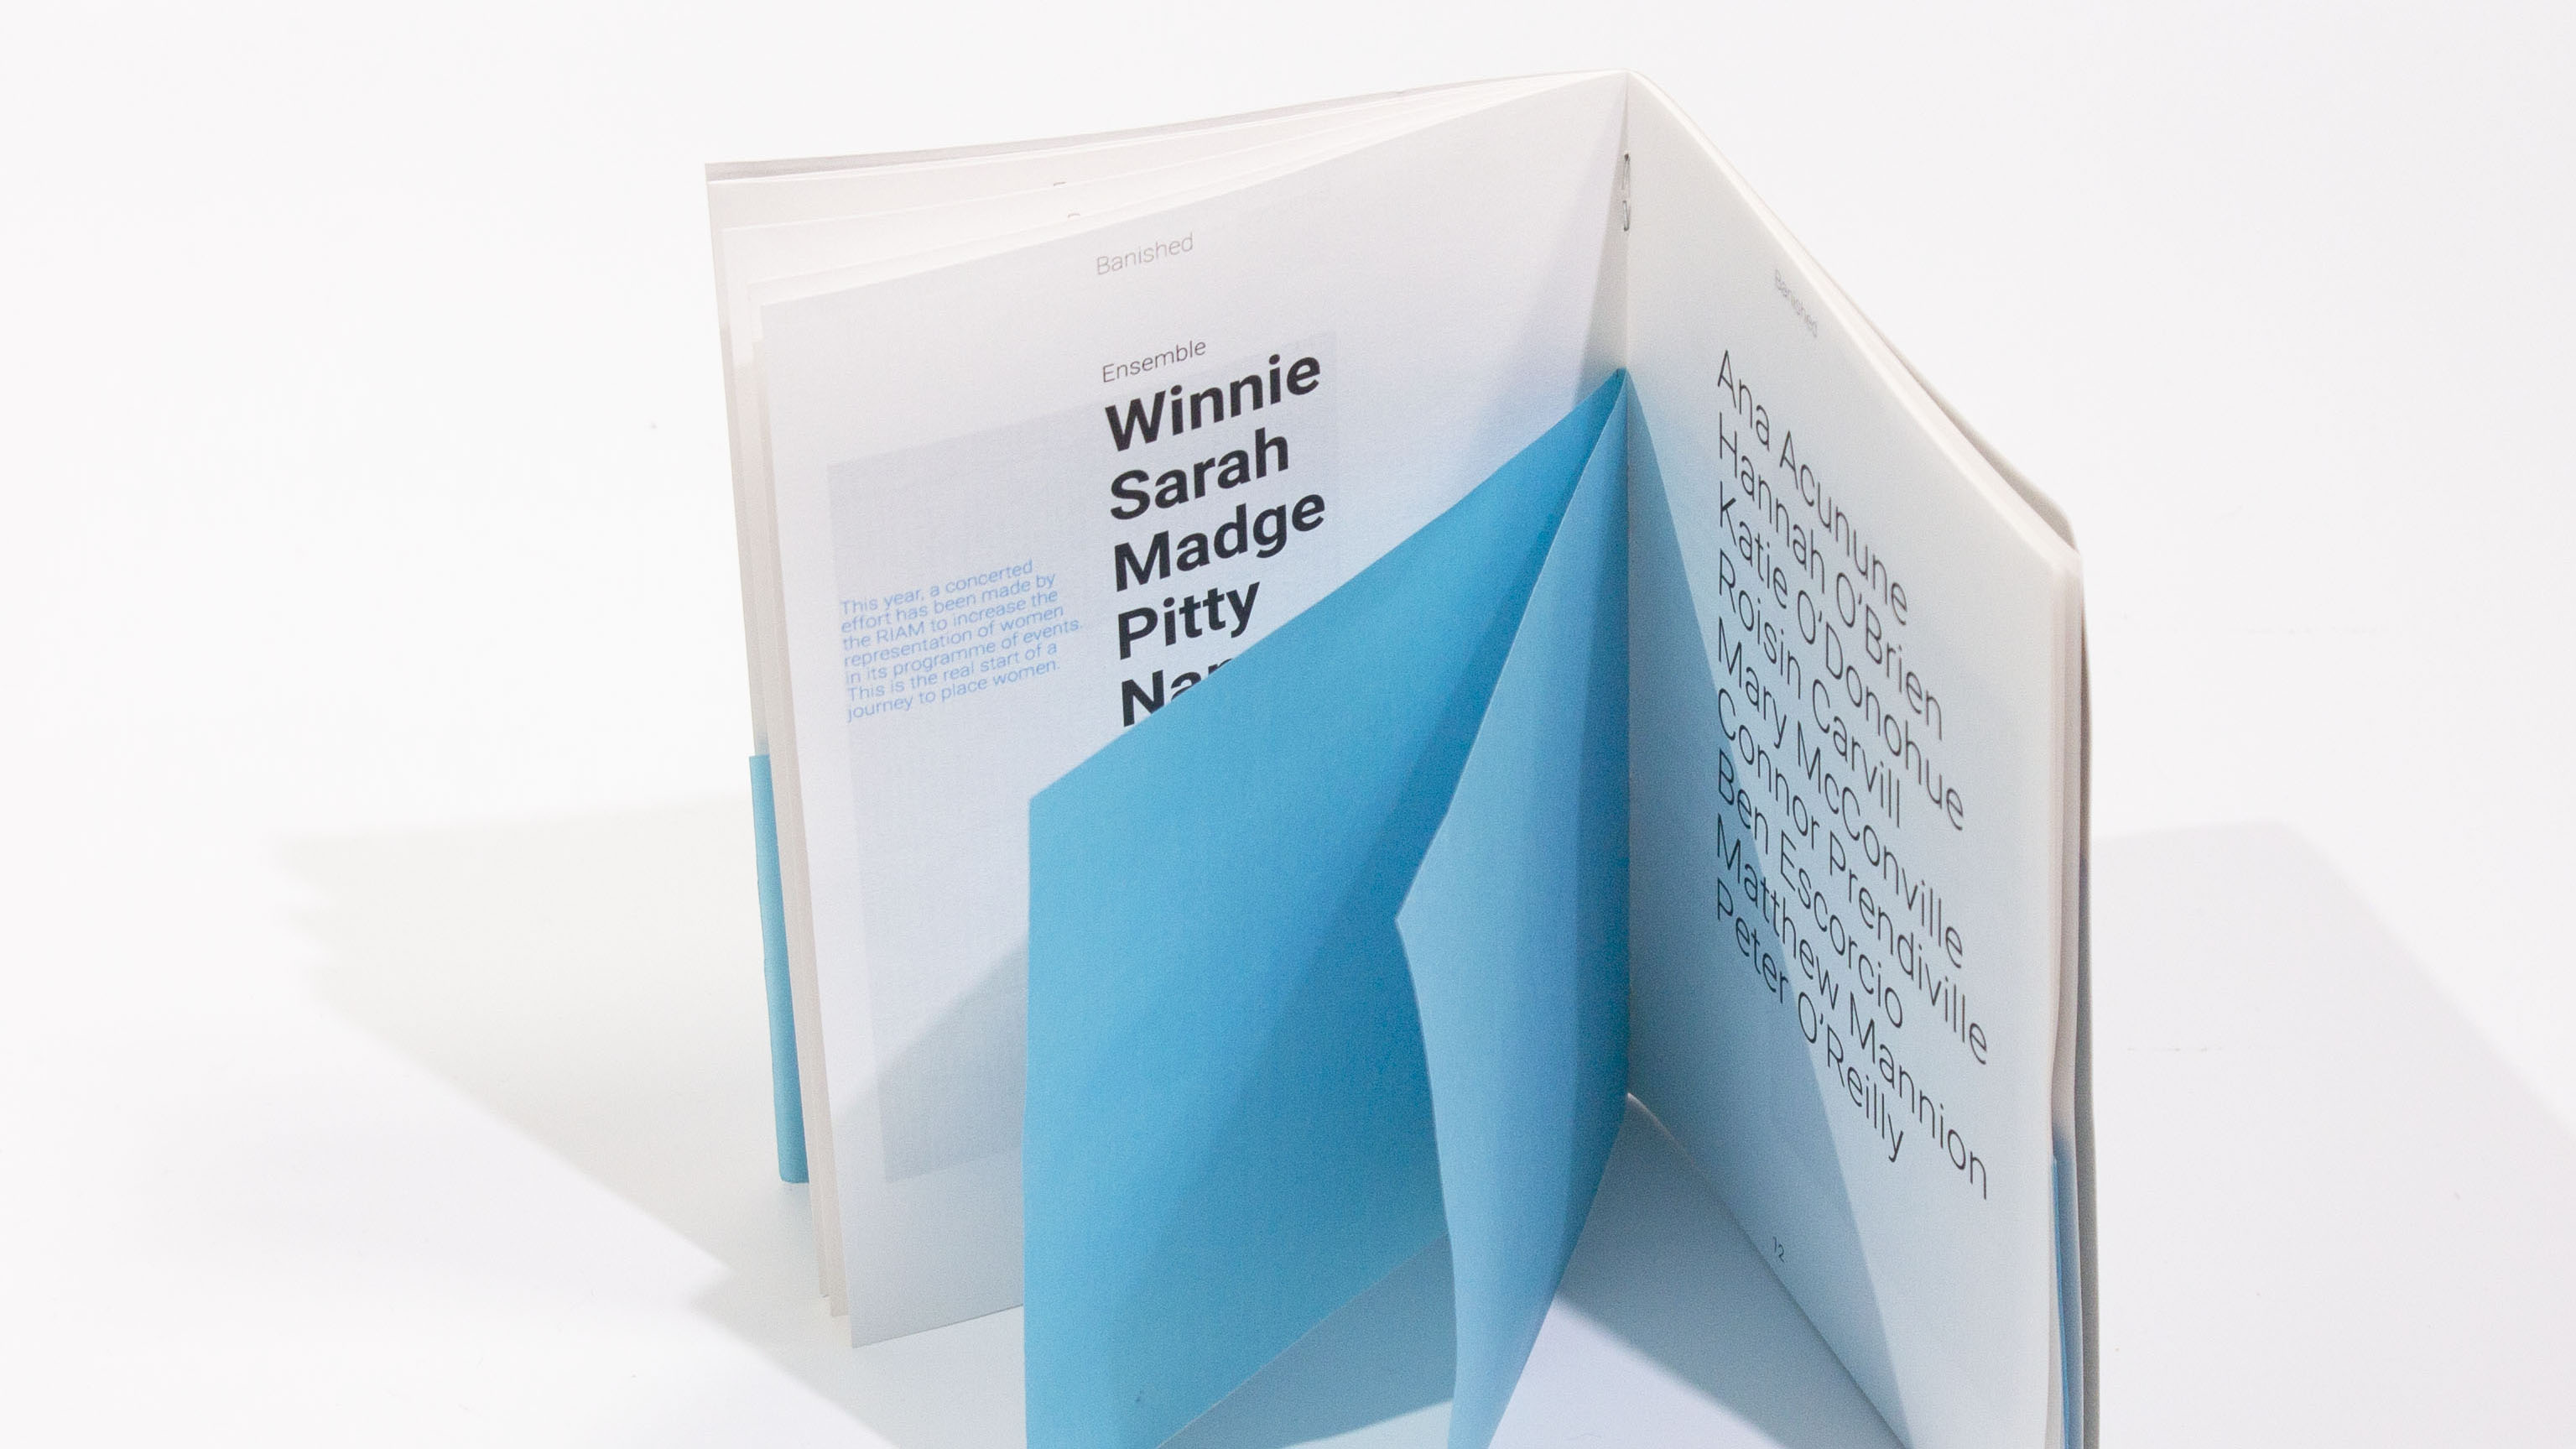 Banished
Ensemble
Winnie
Sarah
Madge
Pitty
This year, a concerted
effort has been made by
the RIAM to increase the
representation of women
in its programme of events.
This is the real start of a
journey to place women.
Banished
Ana Acunune
Hannah O’Brien
Katie O’Donohue
Roisin Carvill
Mary McConville
Connor Prendiville
Ben Escorcio
Matthew Mannion
Peter O’Reilly
12